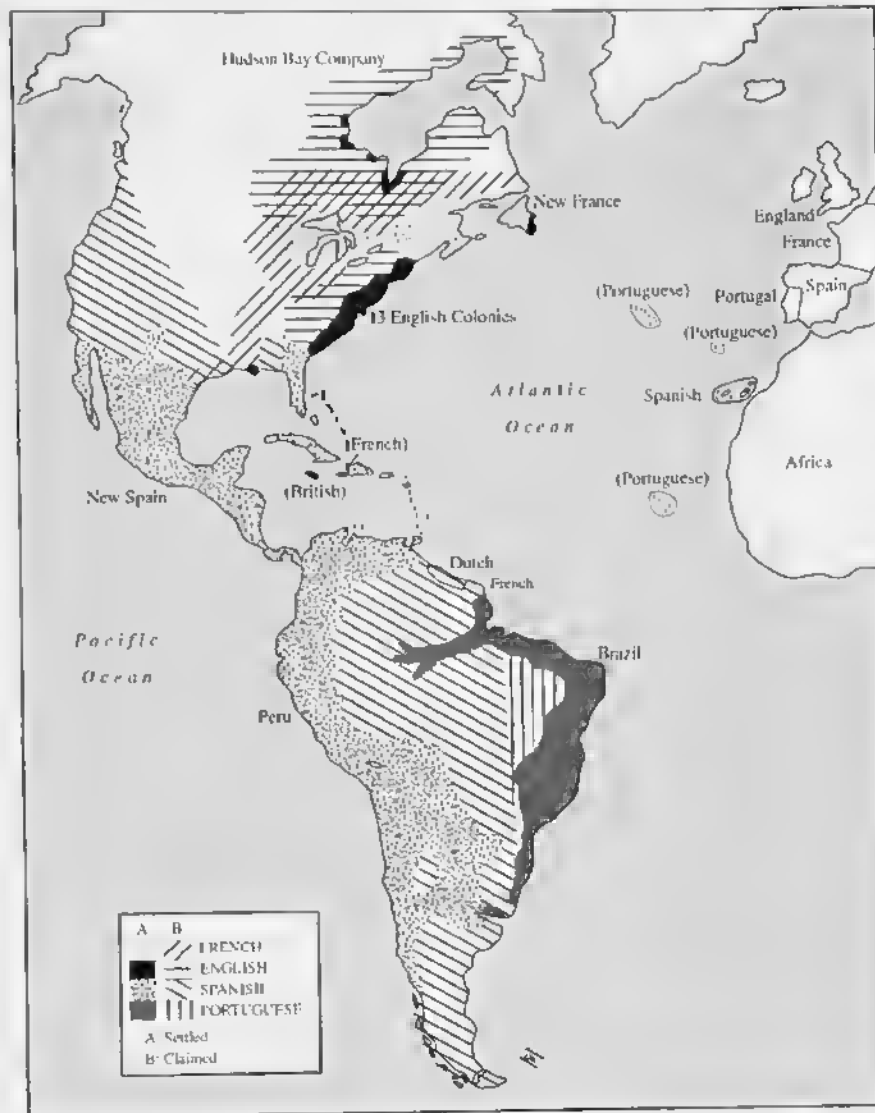 Hudson Bay Company
New France
England
France
Spain
Portugal
(Portuguese)
(Portuguese)
13 English Colonies
Atlantic
Ocean
Spanish
Africa
(French)
(British)
(Portuguese)
New Spain
Dutch
French
Pacific
Ocean
Brazil
Peru
A B
FRENCH
ENGLISH
SPANISH
PORTUGUESE
A: Settled
B: Claimed